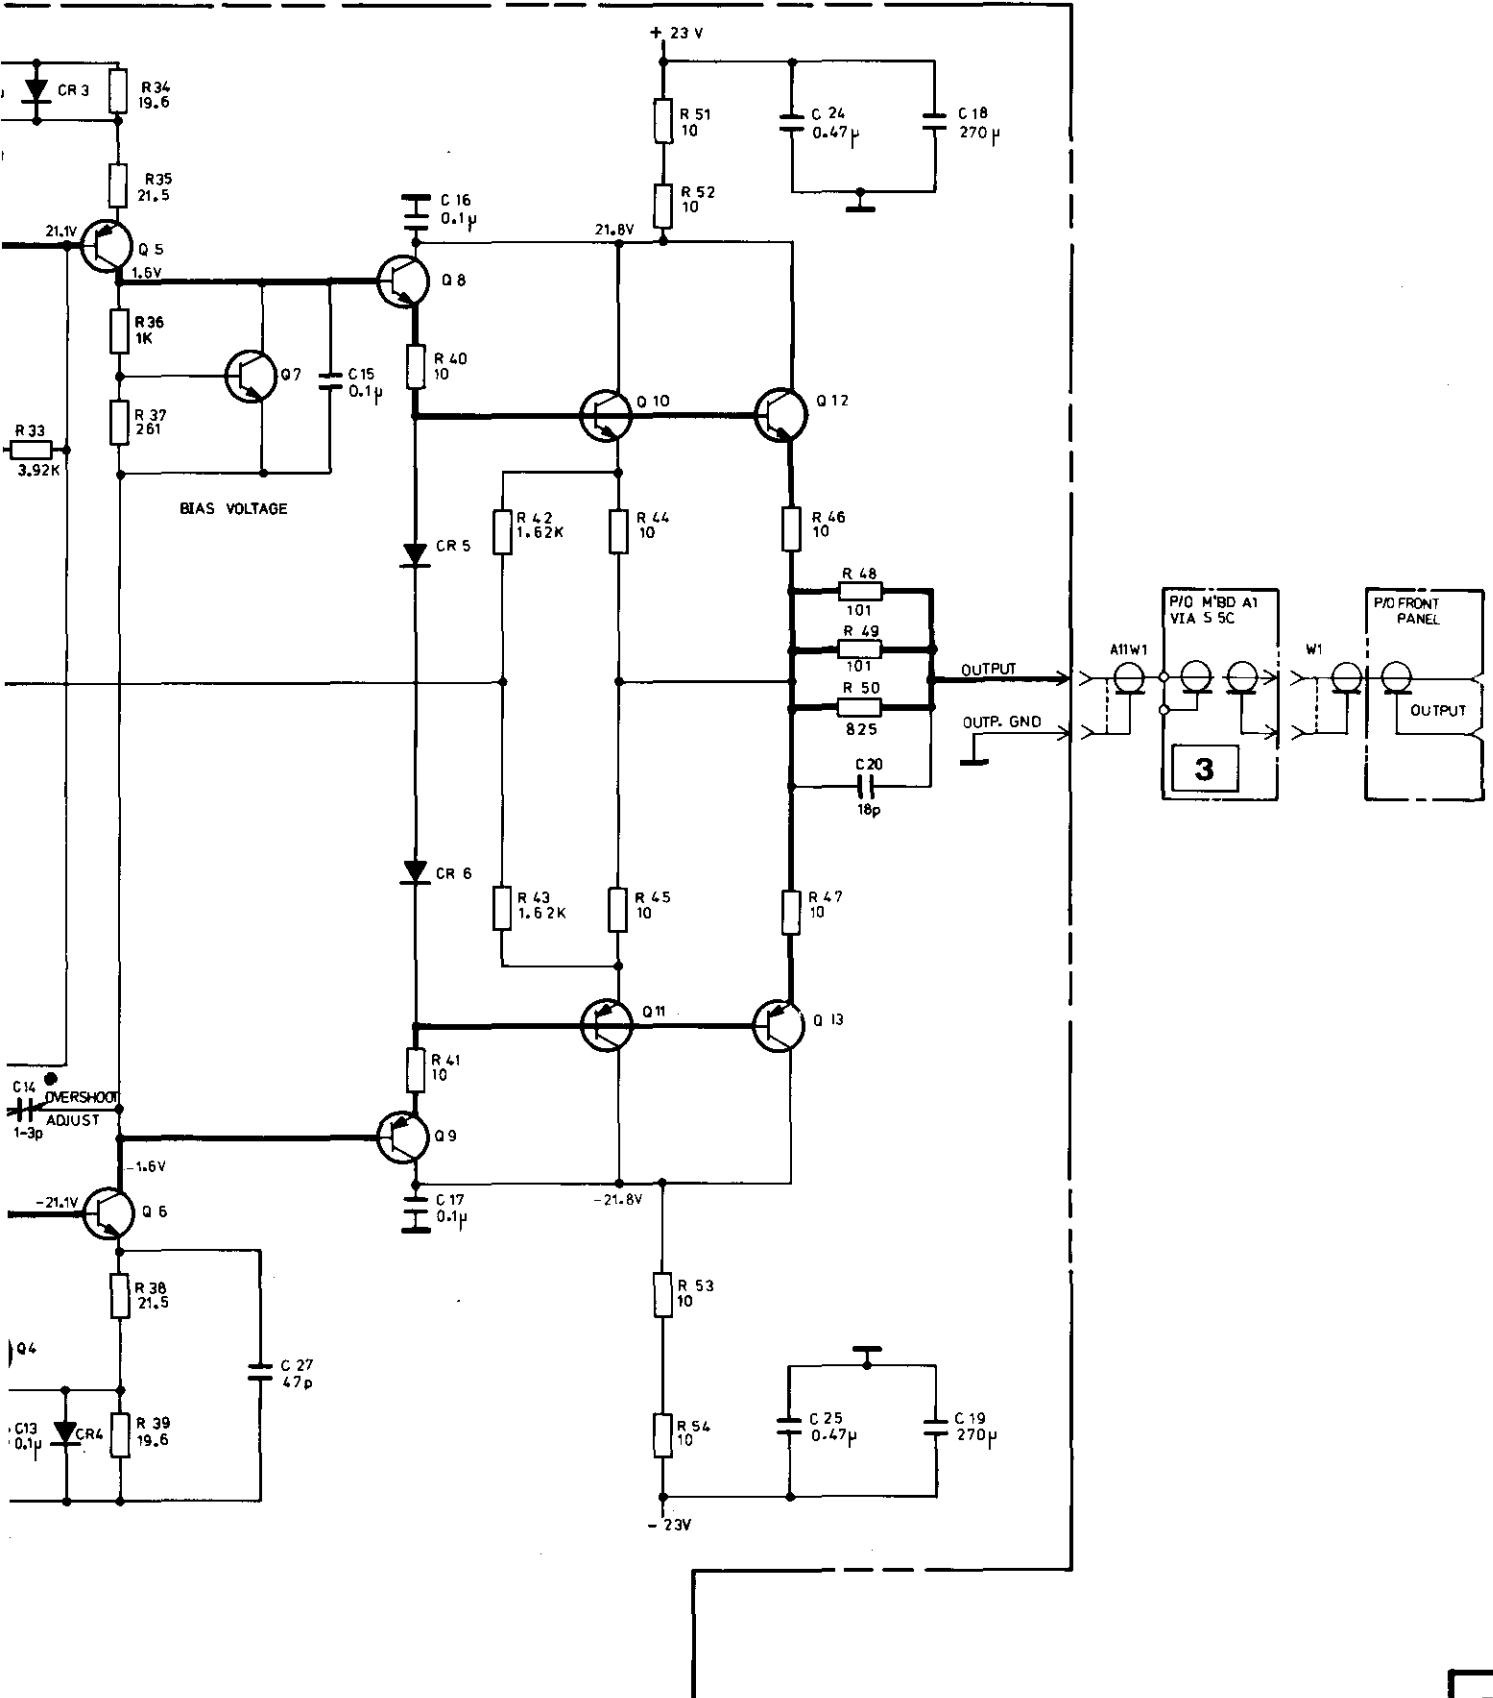 + 23 V
CR 3
R34
19.6
R 51
10
C 24
0.47µ
C 18
270 µ
R35
21.5
R 52
10
C 16
0.1µ
21.1V
21.8V
Q 5
1.6V
Q 8
R 36
1K
R 40
10
Q7
C 15
0.1µ
Q 10
Q 12
R 37
261
R 33
3.92K
BIAS VOLTAGE
R 42
1.62K
R 44
10
R 46
10
CR 5
R 48
101
P/O M'BD A1
VIA S 5C
P/O FRONT
PANEL
R 49
101
A11W1
W1
OUTPUT
R 50
825
OUTPUT
OUTP. GND
C 20
18p
3
CR 6
R 43
1.62K
R 45
10
R 47
10
Q 11
Q 13
R 41
10
C14
OVERSHOOT
ADJUST
1-3p
Q 9
-1.6V
-21.1V
Q 6
C 17
0.1µ
-21.8V
R 38
21.5
R 53
10
Q4
C 27
47p
C13
0.1µ
CR4
R 39
19.6
R 54
10
C 25
0.47µ
C 19
270µ
- 23V